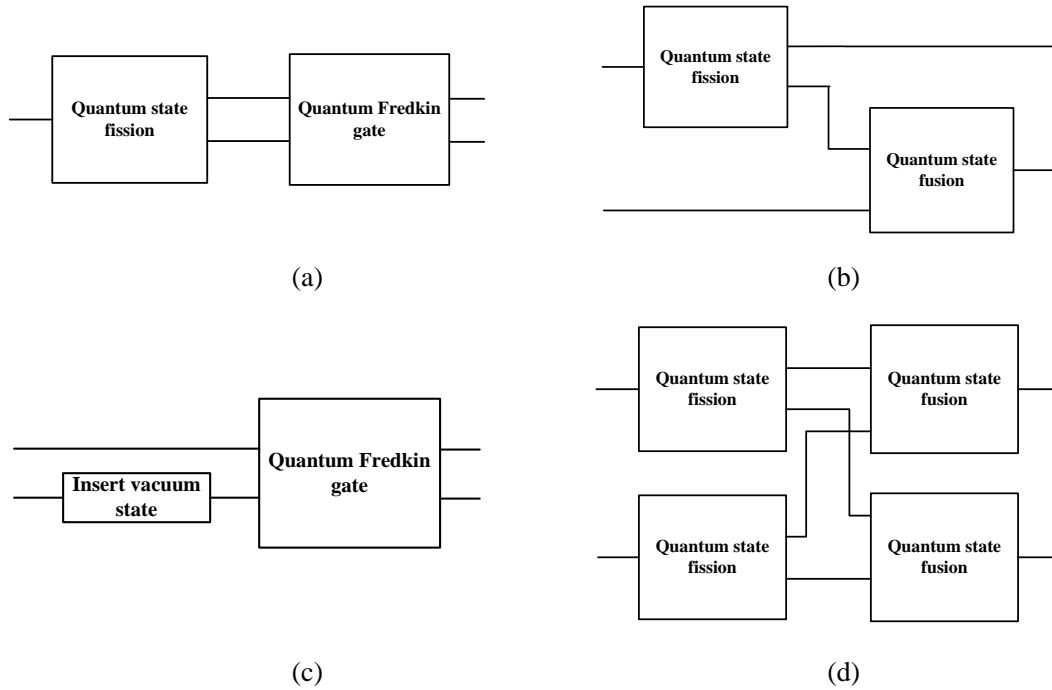 Quantum state
fission
Quantum Fredkin
gate
(a)
Quantum state
fission
Quantum state
fusion
(b)
Insert vacuum
state
Quantum Fredkin
gate
(c)
Quantum state
fission
Quantum state
fusion
Quantum state
fission
Quantum state
fusion
(d)